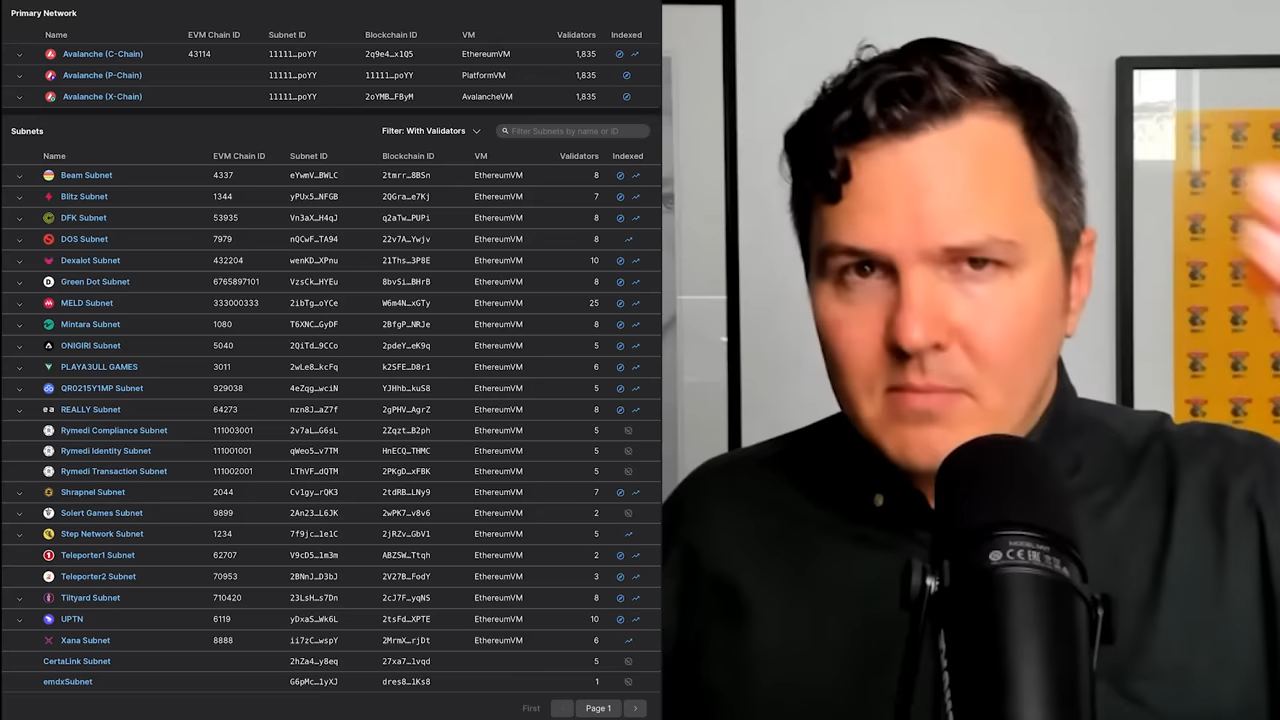 Primary Network
Name EVM Chain ID Subnet ID Blockchain ID VM Validators Indexed
Avalanche (C-Chain) 43114 11111…poYY 2q9e4…x1Q5 EthereumVM 1,835
Avalanche (P-Chain) 11111…poYY 11111…poYY PlatformVM 1,835
Avalanche (X-Chain) 11111…poYY 2oYMB…FByM AvalancheVM 1,835
Subnets Filter: With Validators Filter Subnets by name or ID
Name EVM Chain ID Subnet ID Blockchain ID VM Validators Indexed
Beam Subnet 4337 eYwmV…BWLC 2tmrr…8BSn EthereumVM 8
Blitz Subnet 1344 yPUx5…NFGB 2QGra…e7Kj EthereumVM 7
DFK Subnet 53935 Vn3aX…H4qJ q2aTw…PUPi EthereumVM 8
DOS Subnet 7979 nQCwF…TA94 22v7A…Ywjv EthereumVM 8
Dexalot Subnet 432204 wenKD…XPnu 21Ths…3P8E EthereumVM 10
Green Dot Subnet 6765897101 VzsCk…HYEu 8bvSi…BHrB EthereumVM 8
MELD Subnet 333000333 2ibTg…oYCe W6m4N…xGTy EthereumVM 25
Mintara Subnet 1080 T6XNC…GyDF 2BfgP…NRJe EthereumVM 8
ONIGIRI Subnet 5040 2QiTd…9CCo 2pdeY…eK9q EthereumVM 5
PLAYA3ULL GAMES 3011 2wLe8…kcFq k2SFE…D8r1 EthereumVM 6
QR0215Y1MP Subnet 929038 4eZqg…wciN YJHhb…kuS8 EthereumVM 5
REALLY Subnet 64273 nzn8J…aZ7f 2gPHV…AgrZ EthereumVM 8
Rymedi Compliance Subnet 111003001 2v7aL…G6sL 2Zqzt…B2ph EthereumVM 5
Rymedi Identity Subnet 111001001 qWeo5…v7TM HnECQ…THMC EthereumVM 5
Rymedi Transaction Subnet 111002001 LThVF…dQTM 2PKgD…xFBK EthereumVM 5
Shrapnel Subnet 2044 Cv1gy…rQK3 2tdRB…LNy9 EthereumVM 7
Solert Games Subnet 9899 2An23…L6JK 2wPK7…v8v6 EthereumVM 2
Step Network Subnet 1234 7f9jc…1e1C 2jRZv…GbV1 EthereumVM 5
Teleporter1 Subnet 62707 V9cD5…1m3m ABZ5W…Ttqh EthereumVM 2
Teleporter2 Subnet 70953 2BNnJ…D3bJ 2V27B…FodY EthereumVM 3
Tiltyard Subnet 710420 23LsH…s7Dn 2cJ7F…yqNS EthereumVM 8
UPTN 6119 yDxaS…Wk6L 2tsFd…XPTE EthereumVM 10
Xana Subnet 8888 ii7zC…wspY 2MrmX…rjDt EthereumVM 6
CertaLink Subnet 2hZa4…y8eq 27xa7…1vqd 5
emdxSubnet G6pMc…1yXJ dres8…1Ks8 1
First Page 1